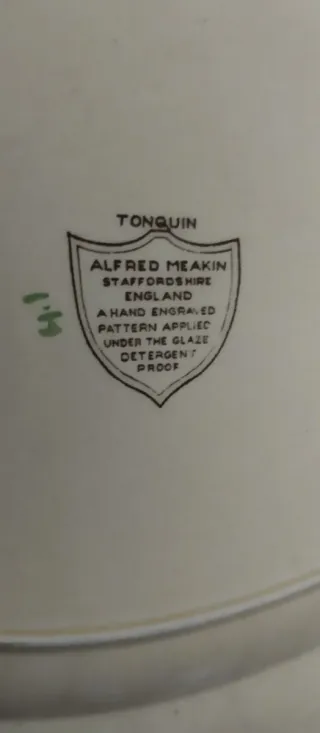 TONQUIN
ALFRED MEAKIN
STAFFORDSHIRE
ENGLAND
A HAND ENGRAVED
PATTERN APPLIED
UNDER THE GLAZE
DETERGENT
PROOF